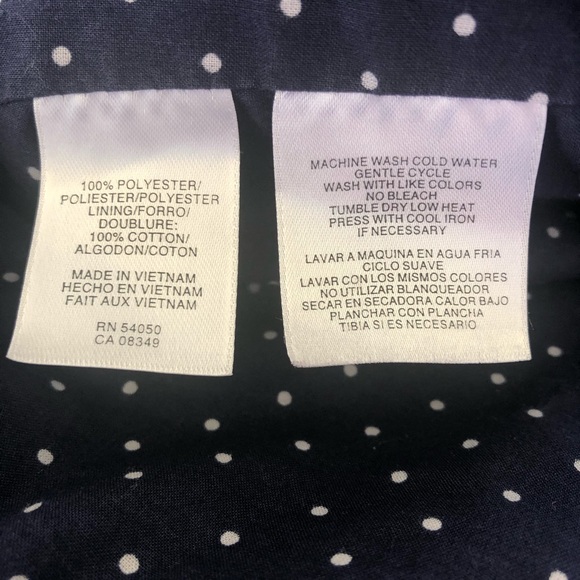 100% POLYESTER/
POLIESTER/POLYESTER
LINING/FORRO/
DOUBLURE:
100% COTTON/
ALGODON/COTON
MADE IN VIETNAM
HECHO EN VIETNAM
FAIT AUX VIETNAM
RN 54050
CA 08349
MACHINE WASH COLD WATER
GENTLE CYCLE
WASH WITH LIKE COLORS
NO BLEACH
TUMBLE DRY LOW HEAT
PRESS WITH COOL IRON
IF NECESSARY
LAVAR A MAQUINA EN AGUA FRIA
CICLO SUAVE
LAVAR CON LOS MISMOS COLORES
NO UTILIZAR BLANQUEADOR
SECAR EN SECADORA CALOR BAJO
PLANCHAR CON PLANCHA
TIBIA SI ES NECESARIO